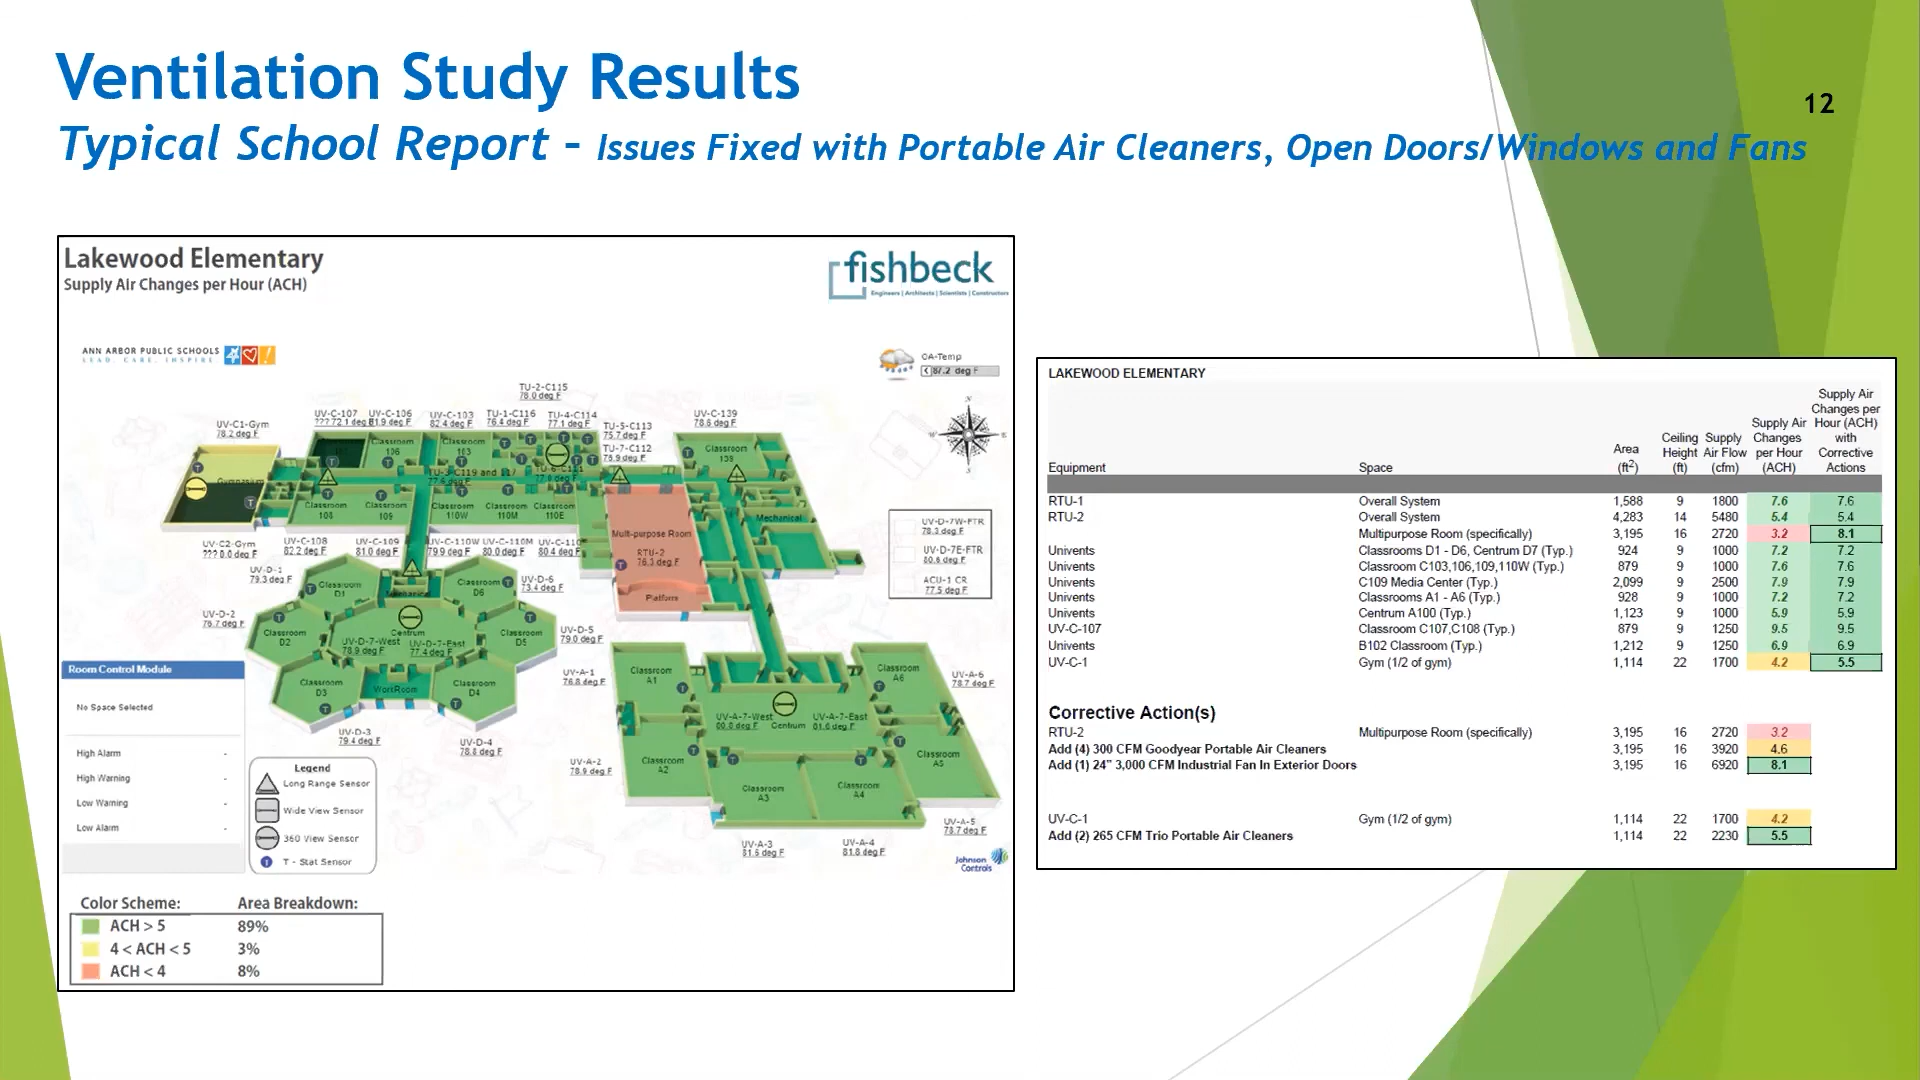 Ventilation Study Results
12
Typical School Report – Issues Fixed with Portable Air Cleaners, Open Doors/Windows and Fans
Lakewood Elementary
Supply Air Changes per Hour (ACH)
fishbeck
Engineers | Architects | Scientists | Constructors
ANN ARBOR PUBLIC SCHOOLS
LEAD. CARE. INSPIRE.
OA-Temp
87.2 deg F
TU-2-C115
78.0 deg F
UV-C1-Gym
78.2 deg F
UV-C-107
??? 72.1 deg F
UV-C-106
81.9 deg F
UV-C-103
82.4 deg F
TU-1-C116
76.4 deg F
TU-4-C114
77.1 deg F
TU-5-C113
75.7 deg F
TU-7-C112
75.9 deg F
UV-C-139
78.6 deg F
N
W
E
S
Classroom
106
Classroom
103
Classroom
139
Gymnasium
TU-3-C119 and 117
77.6 deg F
TU-6-C111
77.8 deg F
Classroom
108
Classroom
109
Classroom
110W
Classroom
110M
Classroom
110E
Mechanical
Multi-purpose Room
RTU-2
76.3 deg F
Platform
UV-D-7W-FTR
78.3 deg F
UV-D-7E-FTR
80.6 deg F
ACU-1 CR
77.5 deg F
UV-C2-Gym
??? 0.0 deg F
UV-C-108
82.2 deg F
UV-C-109
81.0 deg F
UV-C-110W
79.9 deg F
UV-C-110M
80.0 deg F
UV-C-110
80.4 deg F
UV-D-1
79.3 deg F
Classroom
D1
Mechanical
Classroom
D6
UV-D-6
73.4 deg F
UV-D-2
76.7 deg F
Classroom
D2
Centrum
UV-D-7-West
78.9 deg F
UV-D-7-East
77.4 deg F
Classroom
D5
UV-D-5
79.0 deg F
Classroom
D3
WorkRoom
Classroom
D4
UV-D-3
79.4 deg F
UV-D-4
78.8 deg F
UV-A-1
76.8 deg F
Classroom
A1
Classroom
A6
UV-A-6
78.7 deg F
UV-A-7-West
80.8 deg F
Centrum
UV-A-7-East
81.6 deg F
UV-A-2
78.9 deg F
Classroom
A2
Classroom
A5
Classroom
A3
Classroom
A4
UV-A-5
78.7 deg F
UV-A-3
81.5 deg F
UV-A-4
81.8 deg F
Johnson
Controls
Room Control Module
No Space Selected
High Alarm -
High Warning -
Low Warning -
Low Alarm -
Legend
Long Range Sensor
Wide View Sensor
360 View Sensor
T - Stat Sensor
Color Scheme: Area Breakdown:
ACH > 5 89%
4 < ACH < 5 3%
ACH < 4 8%
LAKEWOOD ELEMENTARY
Equipment
Space
Area
(ft²)
Ceiling
Height
(ft)
Supply
Air Flow
(cfm)
Supply Air
Changes
per Hour
(ACH)
Supply Air
Changes per
Hour (ACH)
with
Corrective
Actions
RTU-1 Overall System 1,588 9 1800 7.6 7.6
RTU-2 Overall System 4,283 14 5480 5.4 5.4
Multipurpose Room (specifically) 3,195 16 2720 3.2 8.1
Univents Classrooms D1 - D6, Centrum D7 (Typ.) 924 9 1000 7.2 7.2
Univents Classroom C103,106,109,110W (Typ.) 879 9 1000 7.6 7.6
Univents C109 Media Center (Typ.) 2,099 9 2500 7.9 7.9
Univents Classrooms A1 - A6 (Typ.) 928 9 1000 7.2 7.2
Univents Centrum A100 (Typ.) 1,123 9 1000 5.9 5.9
UV-C-107 Classroom C107,C108 (Typ.) 879 9 1250 9.5 9.5
Univents B102 Classroom (Typ.) 1,212 9 1250 6.9 6.9
UV-C-1 Gym (1/2 of gym) 1,114 22 1700 4.2 5.5
Corrective Action(s)
RTU-2 Multipurpose Room (specifically) 3,195 16 2720 3.2
Add (4) 300 CFM Goodyear Portable Air Cleaners 3,195 16 3920 4.6
Add (1) 24" 3,000 CFM Industrial Fan In Exterior Doors 3,195 16 6920 8.1
UV-C-1 Gym (1/2 of gym) 1,114 22 1700 4.2
Add (2) 265 CFM Trio Portable Air Cleaners 1,114 22 2230 5.5